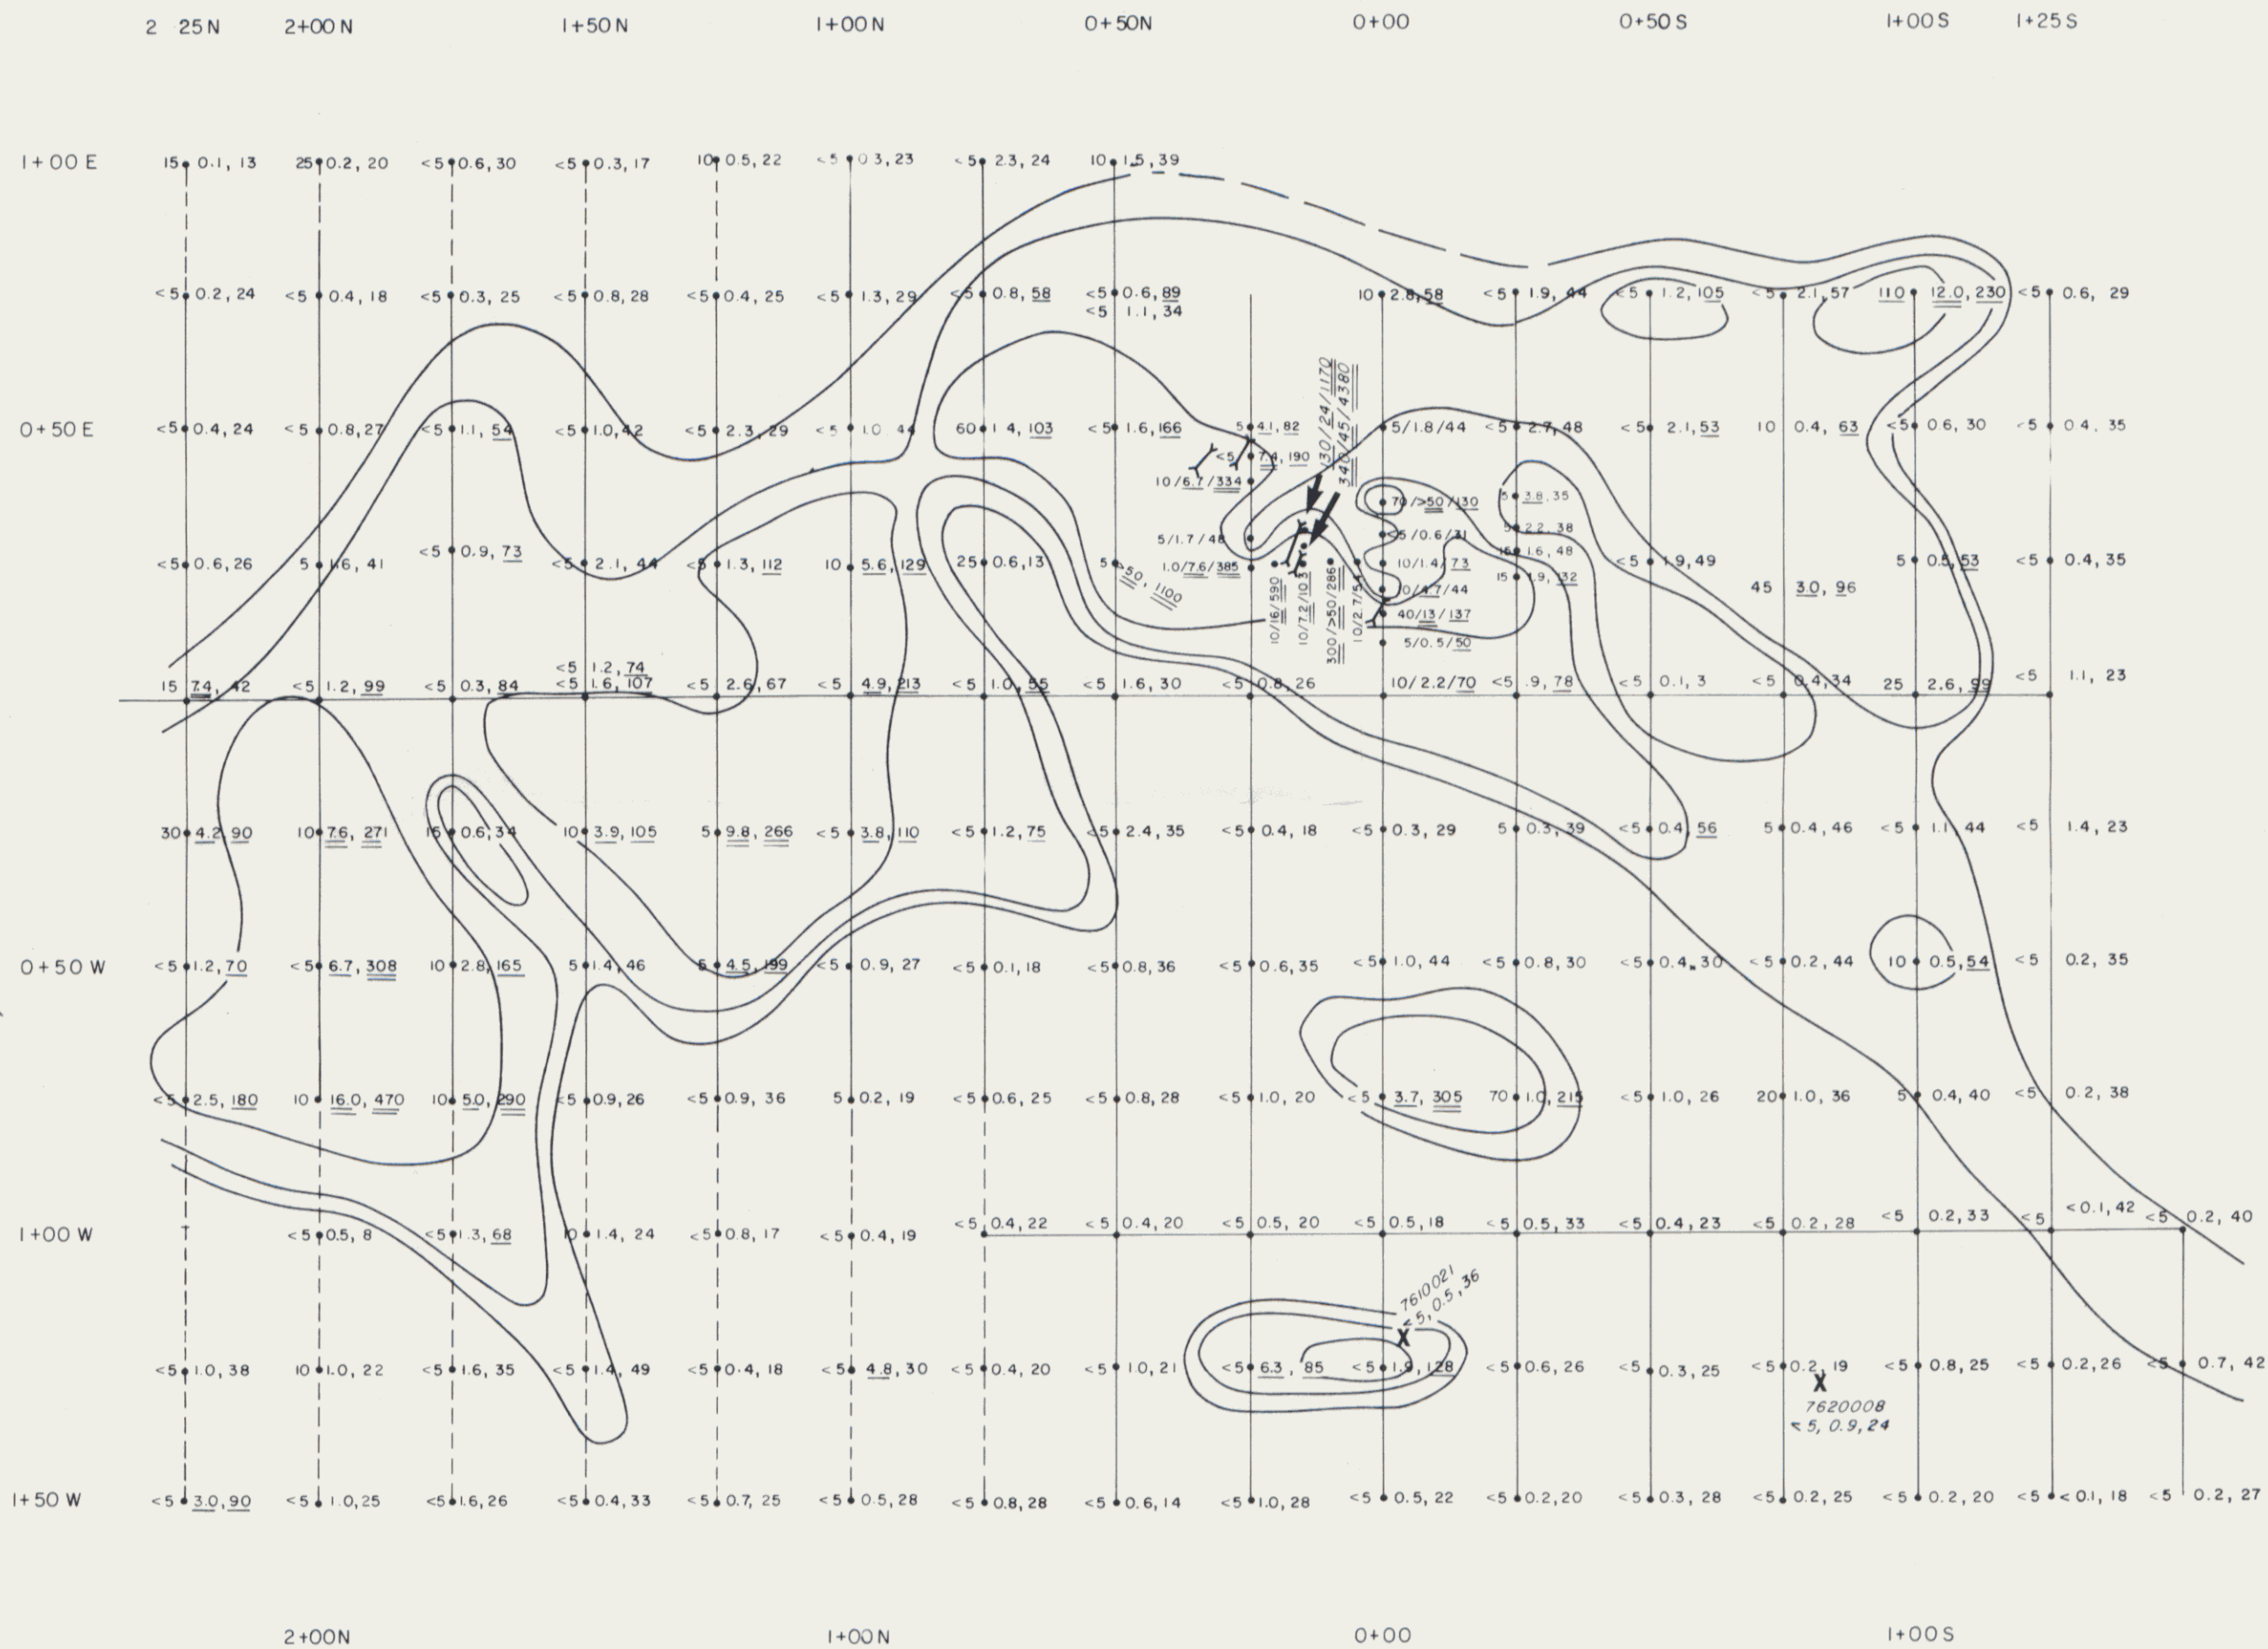 2 25N 2+00N 1+50N 1+00N 0+50N 0+00 0+50S 1+00S 1+25S
1+00 E 15 0.1, 13 25 0.2, 20 <5 0.6, 30 <5 0.3, 17 10 0.5, 22 <5 0 3, 23 <5 2.3, 24 10 1.5, 39
<5 0.2, 24 <5 0.4, 18 <5 0.3, 25 <5 0.8, 28 <5 0.4, 25 <5 1.3, 29 <5 0.8, 58 <5 0.6, 89 10 2.8, 58 <5 1.9, 44 <5 1.2, 105 <5 2.1, 57 110 12.0, 230 <5 0.6, 29
<5 1.1, 34
130/24/1170
340/45/4380
0+50 E <5 0.4, 24 <5 0.8, 27 <5 1.1, 54 <5 1.0, 42 <5 2.3, 29 <5 1.0 44 60 1 4, 103 <5 1.6, 166 5 4.1, 82 5/1.8/44 <5 2.7, 48 <5 2.1, 53 10 0.4, 63 <5 0.6, 30 <5 0.4. 35
<5 7.4, 190
10/6.7/334
70/>50/130
5 3.8, 35
5/1.7/48
<5/0.6/31
5 2.2, 38
<5 0.9, 73
15 1.6, 48
<5 0.6, 26 5 1.6, 41 <5 2.1, 44 <5 1.3, 112 10 5.6, 129 25 0.6, 13 5 >50, 1100 1.0/7.6/385 10/1.4/73 <5 1.9, 49 5 0.5, 53 <5 0.4, 35
15 1.9, 132
45 3.0, 96
10/4.7/44
10/16/590
10/7.2/103
300/>50/286
10/2.7/54
40/13/137
5/0.5/50
<5 1.2, 74
15 7.4, 42 <5 1.2, 99 <5 0.3, 84 <5 1.6, 107 <5 2.6, 67 <5 4.9, 213 <5 1.0, 55 <5 1.6, 30 <5 0.8, 26 10/2.2/70 <5 .9, 78 <5 0.1, 3 <5 0.4, 34 25 2.6, 99 <5 1.1, 23
30 4.2, 90 10 7.6, 271 15 0.6, 34 10 3.9, 105 5 9.8, 266 <5 3.8, 110 <5 1.2, 75 <5 2.4, 35 <5 0.4, 18 <5 0.3, 29 5 0.3, 39 <5 0.4, 56 5 0.4, 46 <5 1.1, 44 <5 1.4, 23
0+50 W <5 1.2, 70 <5 6.7, 308 10 2.8, 165 5 1.4, 46 5 4.5, 199 <5 0.9, 27 <5 0.1, 18 <5 0.8, 36 <5 0.6, 35 <5 1.0, 44 <5 0.8, 30 <5 0.4, 30 <5 0.2, 44 10 0.5, 54 <5 0.2, 35
<5 2.5, 180 10 16.0, 470 10 5.0, 290 <5 0.9, 26 <5 0.9, 36 5 0.2, 19 <5 0.6, 25 <5 0.8, 28 <5 1.0, 20 <5 3.7, 305 70 1.0, 215 <5 1.0, 26 20 1.0, 36 5 0.4, 40 <5 0.2, 38
1+00 W <5 0.5, 8 <5 1.3, 68 10 1.4, 24 <5 0.8, 17 <5 0.4, 19 <5 0.4, 22 <5 0.4, 20 <5 0.5, 20 <5 0.5, 18 <5 0.5, 33 <5 0.4, 23 <5 0.2, 28 <5 0.2, 33 <5 <0.1, 42 <5 0.2, 40
7610021
<5, 0.5, 36
X
<5 1.0, 38 10 1.0, 22 <5 1.6, 35 <5 1.4, 49 <5 0.4, 18 <5 4.8, 30 <5 0.4, 20 <5 1.0, 21 <5 6.3, 85 <5 1.9, 128 <5 0.6, 26 <5 0.3, 25 <5 0.2, 19 <5 0.8, 25 <5 0.2, 26 <5 0.7, 42
X
7620008
<5, 0.9, 24
1+50 W <5 3.0, 90 <5 1.0, 25 <5 1.6, 26 <5 0.4, 33 <5 0.7, 25 <5 0.5, 28 <5 0.8, 28 <5 0.6, 14 <5 1.0, 28 <5 0.5, 22 <5 0.2, 20 <5 0.3, 28 <5 0.2, 25 <5 0.2, 20 <5 <0.1, 18 <5 0.2, 27
2+00N 1+00N 0+00 1+00S